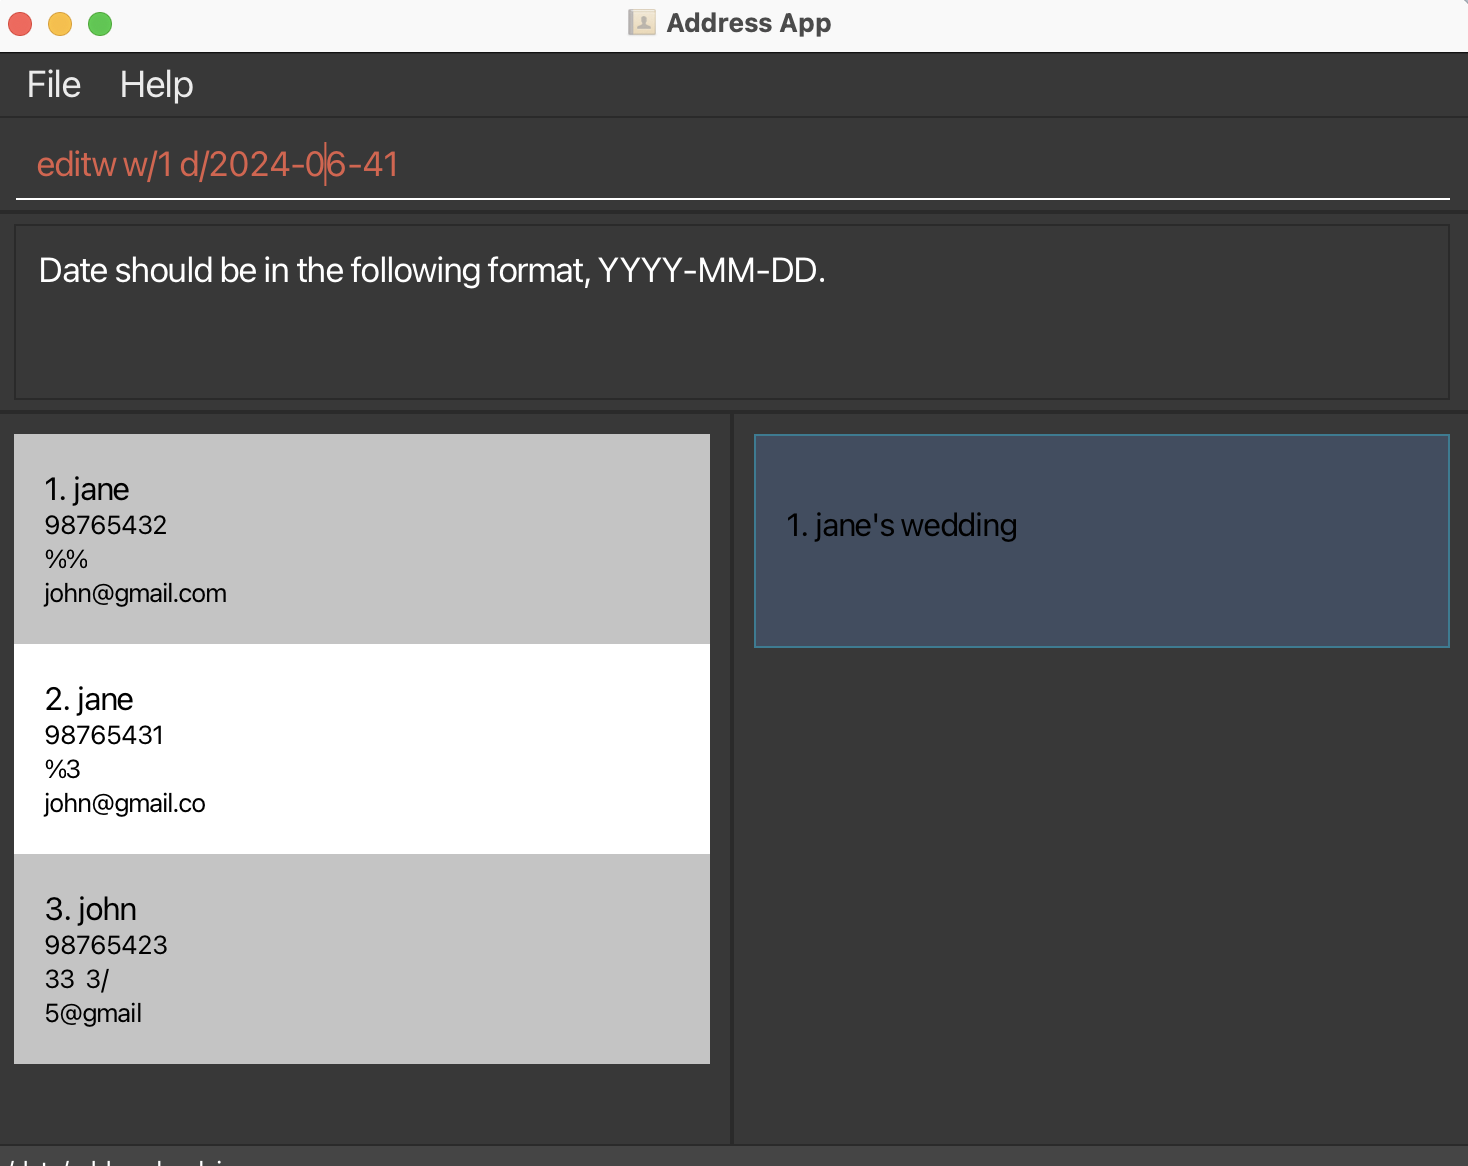 Address App
File Help
editw w/1 d/2024-06-41
Date should be in the following format, YYYY-MM-DD.
1. jane
98765432
%%
john@gmail.com
2. jane
98765431
%3
john@gmail.co
3. john
98765423
33 3/
5@gmail
1. jane's wedding